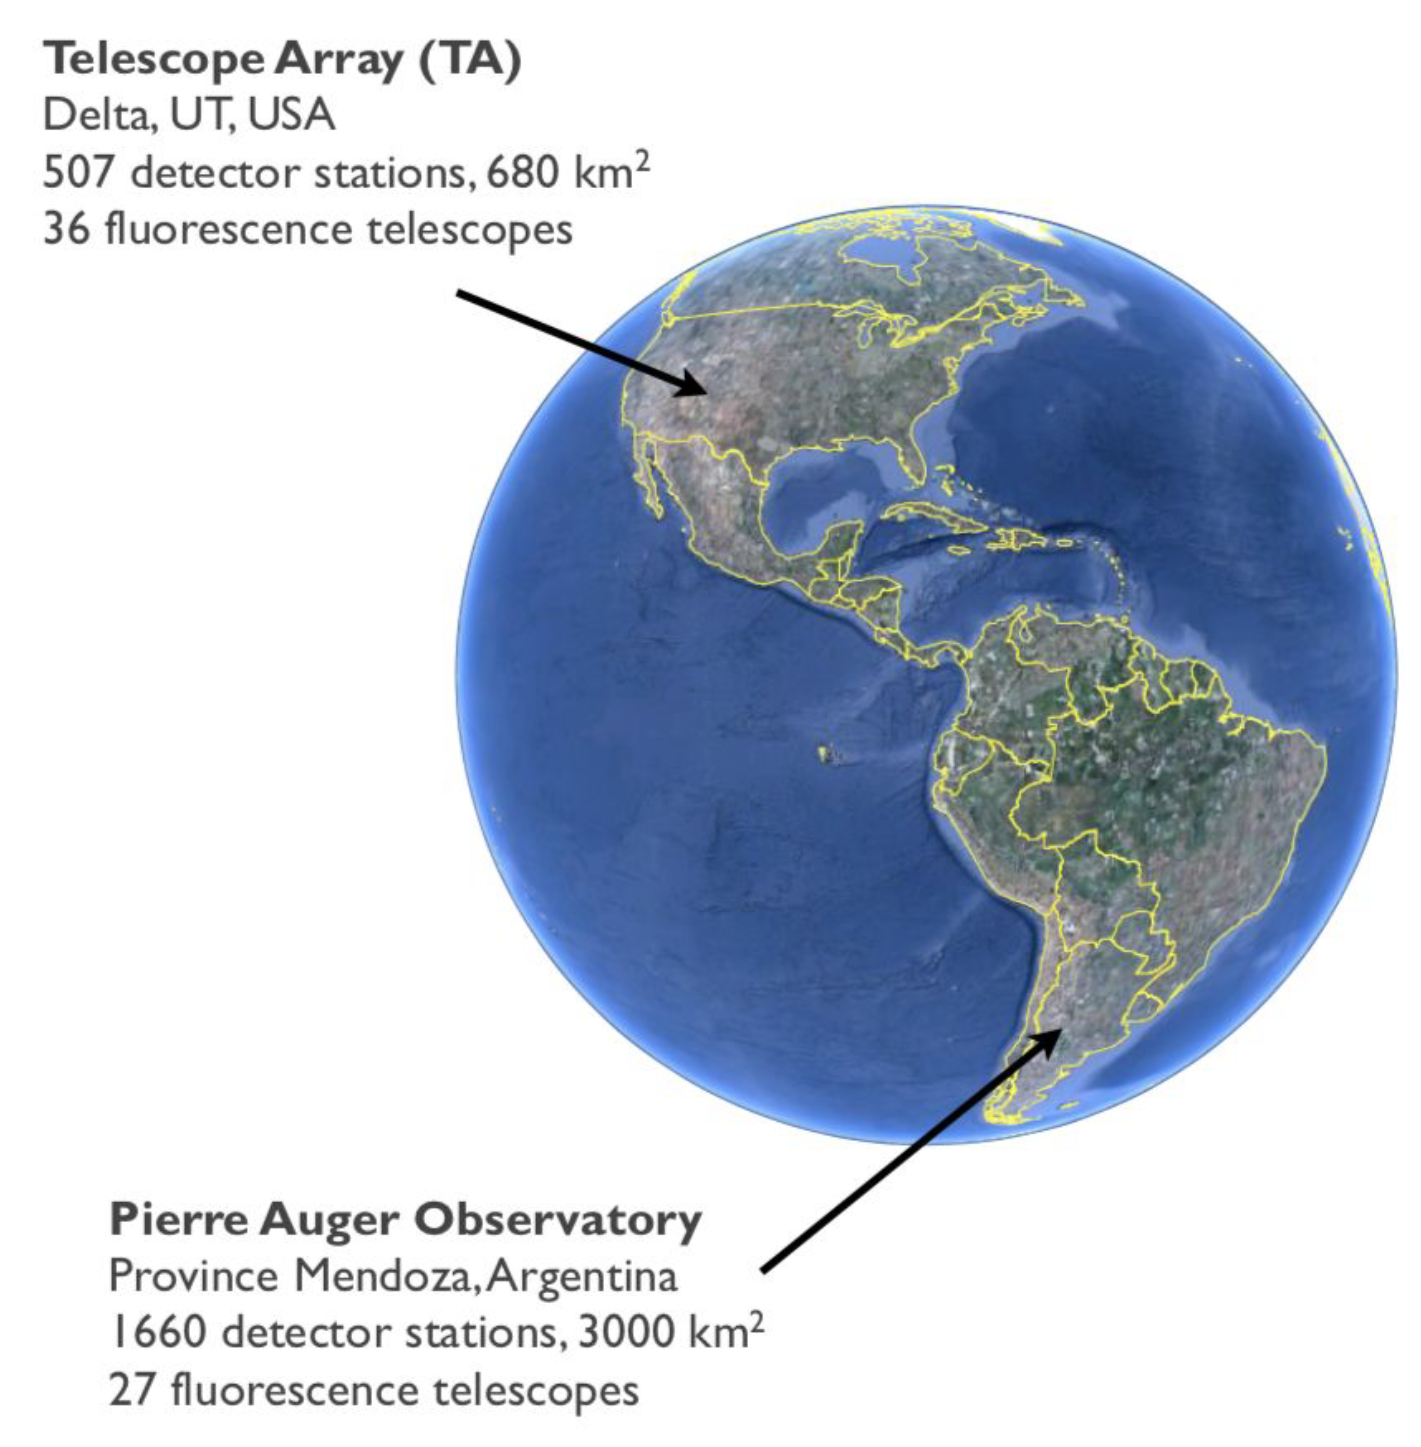 Telescope Array (TA)
Delta, UT, USA
507 detector stations, 680 km²
36 fluorescence telescopes
Pierre Auger Observatory
Province Mendoza, Argentina
1660 detector stations, 3000 km²
27 fluorescence telescopes